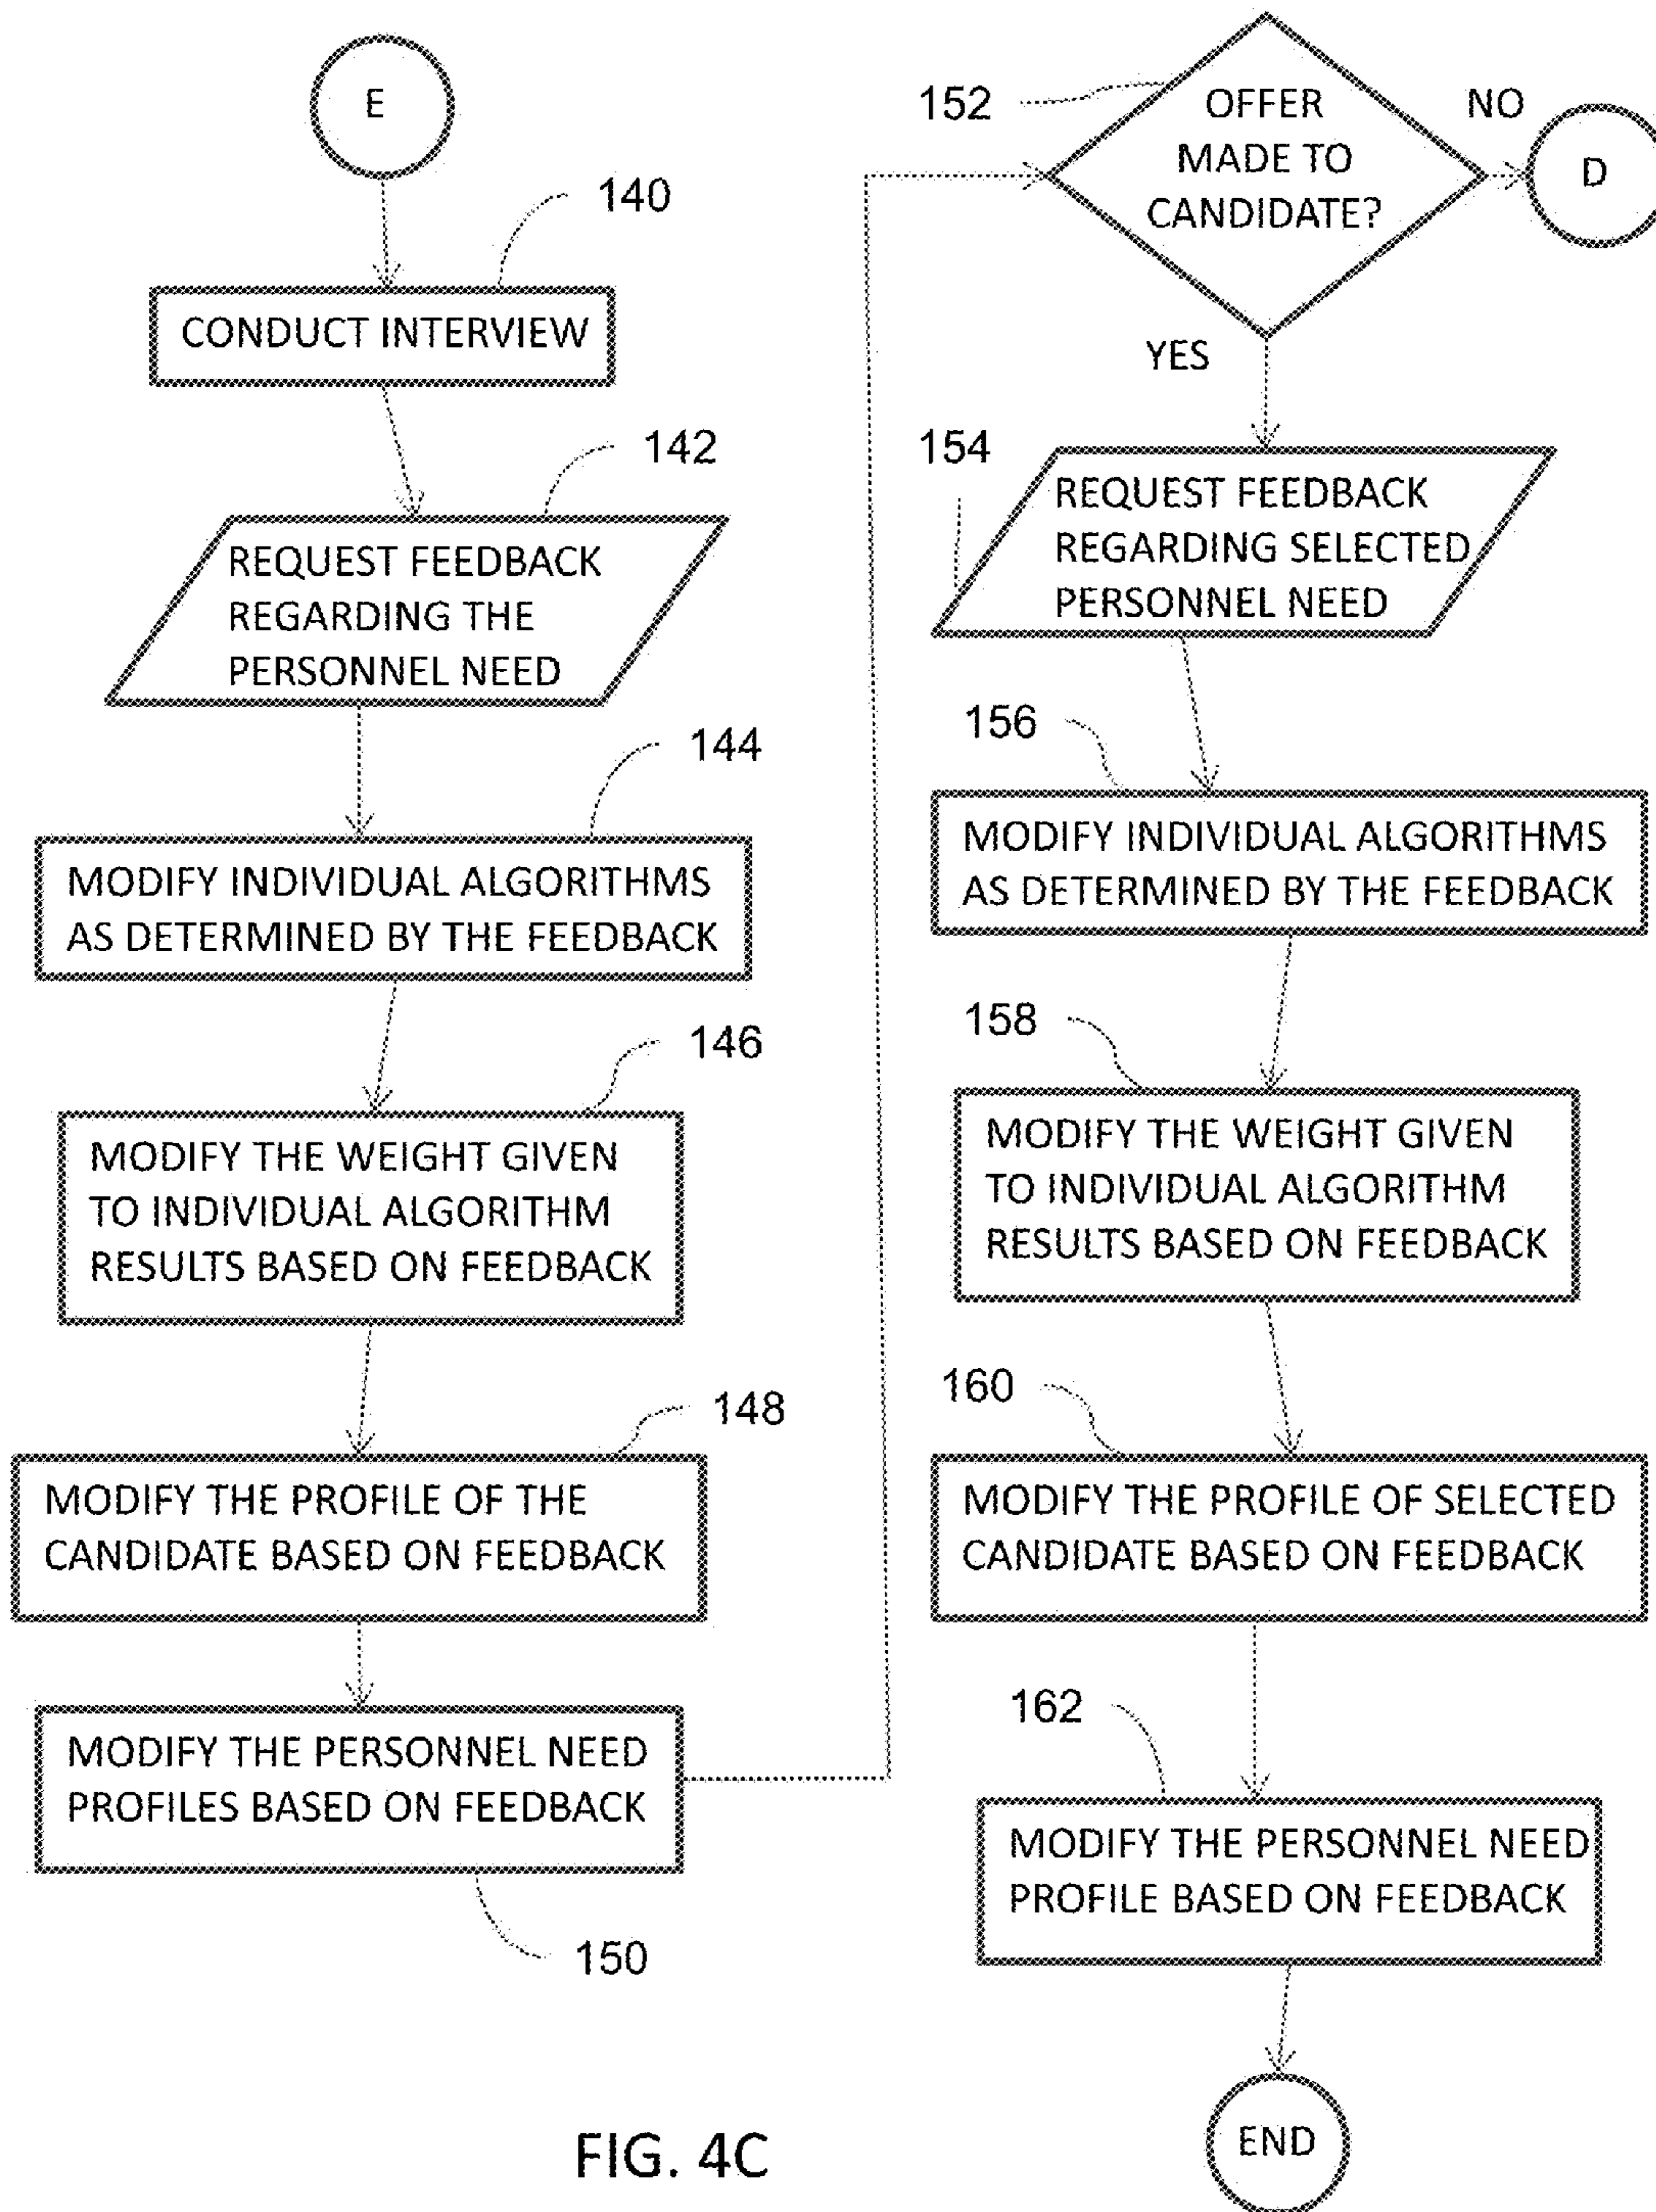 E
140
CONDUCT INTERVIEW
142
REQUEST FEEDBACK
REGARDING THE
PERSONNEL NEED
144
MODIFY INDIVIDUAL ALGORITHMS
AS DETERMINED BY THE FEEDBACK
146
MODIFY THE WEIGHT GIVEN
TO INDIVIDUAL ALGORITHM
RESULTS BASED ON FEEDBACK
148
MODIFY THE PROFILE OF THE
CANDIDATE BASED ON FEEDBACK
MODIFY THE PERSONNEL NEED
PROFILES BASED ON FEEDBACK
150
152
OFFER
MADE TO
CANDIDATE?
NO
D
YES
154
REQUEST FEEDBACK
REGARDING SELECTED
PERSONNEL NEED
156
MODIFY INDIVIDUAL ALGORITHMS
AS DETERMINED BY THE FEEDBACK
158
MODIFY THE WEIGHT GIVEN
TO INDIVIDUAL ALGORITHM
RESULTS BASED ON FEEDBACK
160
MODIFY THE PROFILE OF SELECTED
CANDIDATE BASED ON FEEDBACK
162
MODIFY THE PERSONNEL NEED
PROFILE BASED ON FEEDBACK
END
FIG. 4C